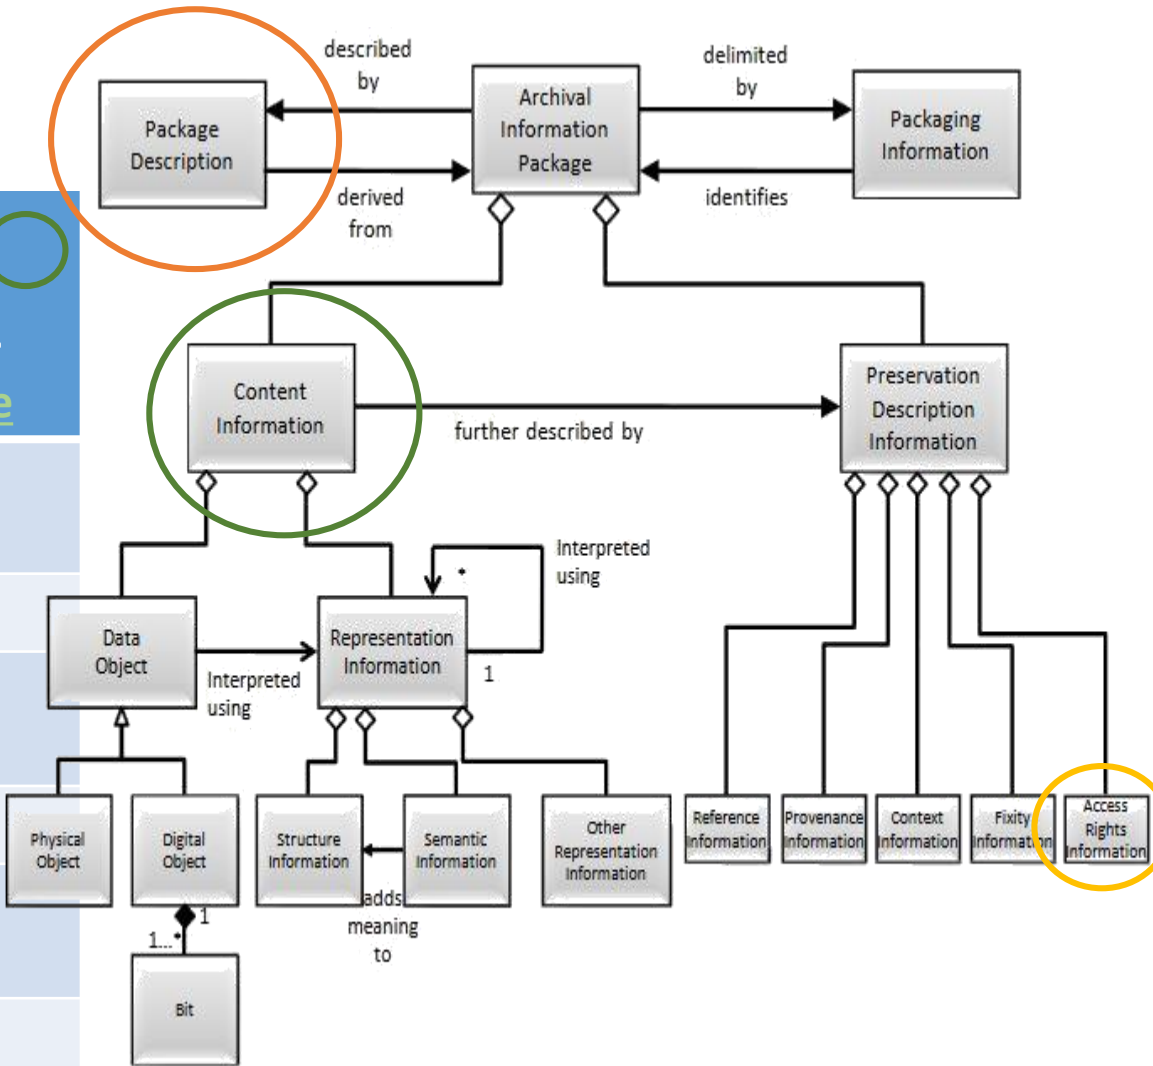 described
by
delimited
by
Package
Description
Archival
Information
Package
Packaging
Information
derived
from
identifies
e
Content
Information
further described by
Preservation
Description
Information
Interpreted
using
*
Data
Object
Interpreted
using
Representation
Information
1
Physical
Object
Digital
Object
Structure
Information
Semantic
Information
adds
meaning
to
Other
Representation
Information
Reference
Information
Provenance
Information
Context
Information
Fixity
Information
Access
Rights
Information
1
1...*
Bit